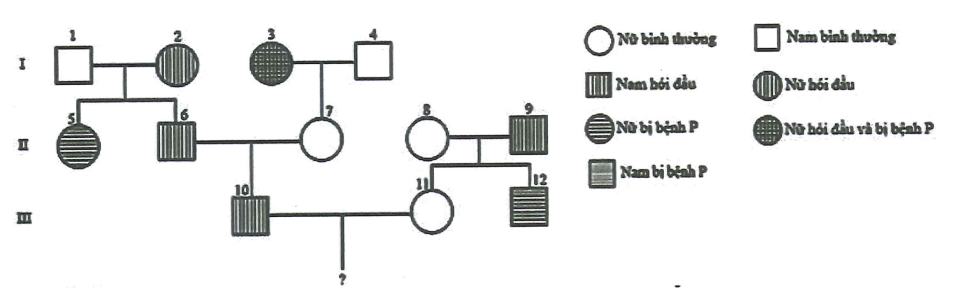 1 2 3 4
I
5 6 7 8 9
II
10 11 12
III
?
Nữ bình thường
Nam bình thường
Nam hói đầu
Nữ hói đầu
Nữ bị bệnh P
Nữ hói đầu và bị bệnh P
Nam bị bệnh P